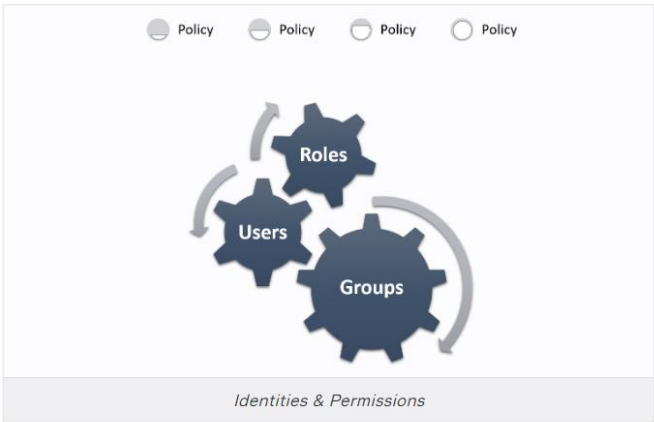 Policy Policy Policy Policy
Roles
Users
Groups
Identities & Permissions